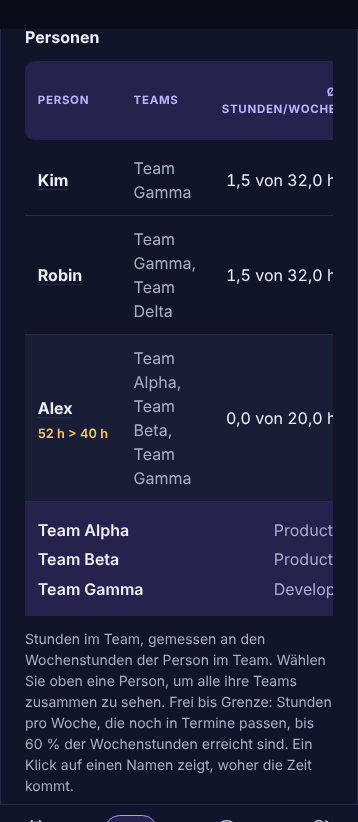 Personen
PERSON TEAMS Ø
STUNDEN/WOCHE
Kim Team Gamma 1,5 von 32,0 h
Robin Team Gamma, Team Delta 1,5 von 32,0 h
Alex Team Alpha, Team Beta, Team Gamma 0,0 von 20,0 h
52 h > 40 h
Team Alpha Product
Team Beta Product
Team Gamma Develop
Stunden im Team, gemessen an den
Wochenstunden der Person im Team. Wählen
Sie oben eine Person, um alle ihre Teams
zusammen zu sehen. Frei bis Grenze: Stunden
pro Woche, die noch in Termine passen, bis
60 % der Wochenstunden erreicht sind. Ein
Klick auf einen Namen zeigt, woher die Zeit
kommt.